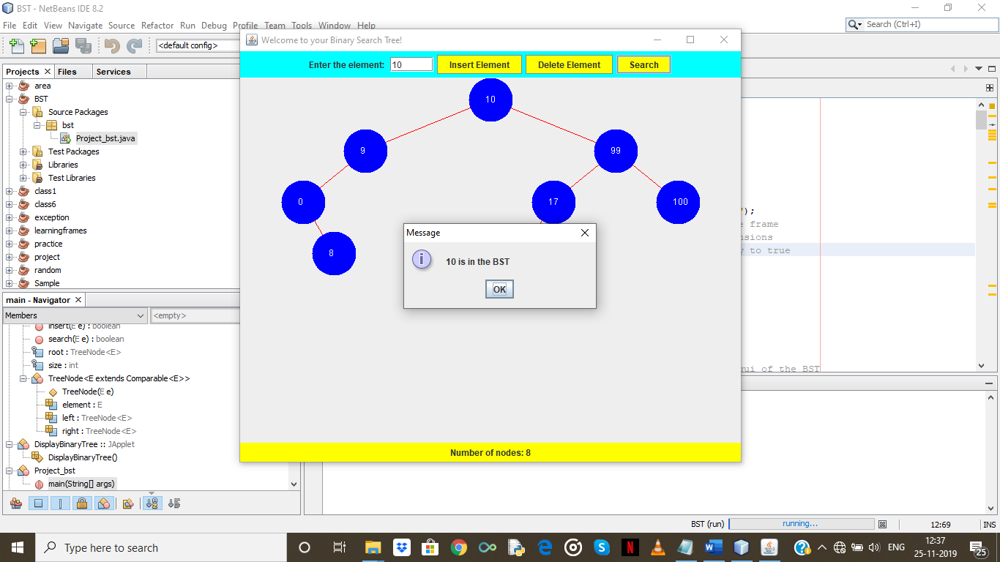 BST - NetBeans IDE 8.2
File Edit View Navigate Source Refactor Run Debug Profile Team Tools Window Help
Search (Ctrl+I)
<default config>
Welcome to your Binary Search Tree!
Enter the element: 10 Insert Element Delete Element Search
Projects Files Services
area
BST
Source Packages
bst
Project_bst.java
Test Packages
Libraries
Test Libraries
class1
class6
exception
learningframes
practice
project
random
Sample
10
9 99
0 17 100
8
Message
10 is in the BST
OK
Number of nodes: 8
");
e frame
nsions
y to true
gui of the BST
main - Navigator
Members <empty>
insert(E e) : boolean
search(E e) : boolean
root : TreeNode<E>
size : int
TreeNode<E extends Comparable<E>>
TreeNode(E e)
element : E
left : TreeNode<E>
right : TreeNode<E>
DisplayBinaryTree :: JApplet
DisplayBinaryTree()
Project_bst
main(String[] args)
BST (run) running... 12:69 INS
Type here to search
ENG
12:37
25-11-2019
25